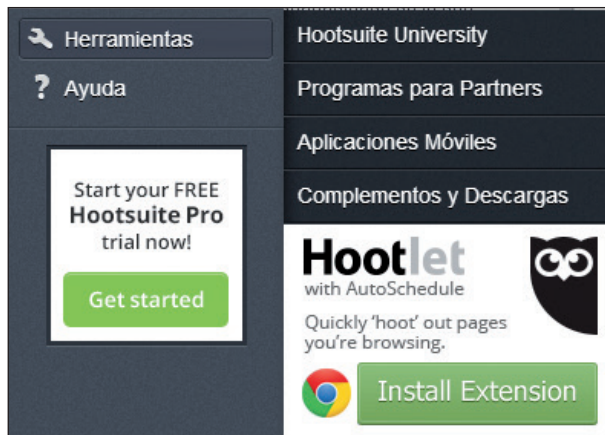 Herramientas
Ayuda
Start your FREE
Hootsuite Pro
trial now!
Get started
Hootsuite University
Programas para Partners
Aplicaciones Móviles
Complementos y Descargas
Hootlet
with AutoSchedule
Quickly 'hoot' out pages
you're browsing.
Install Extension